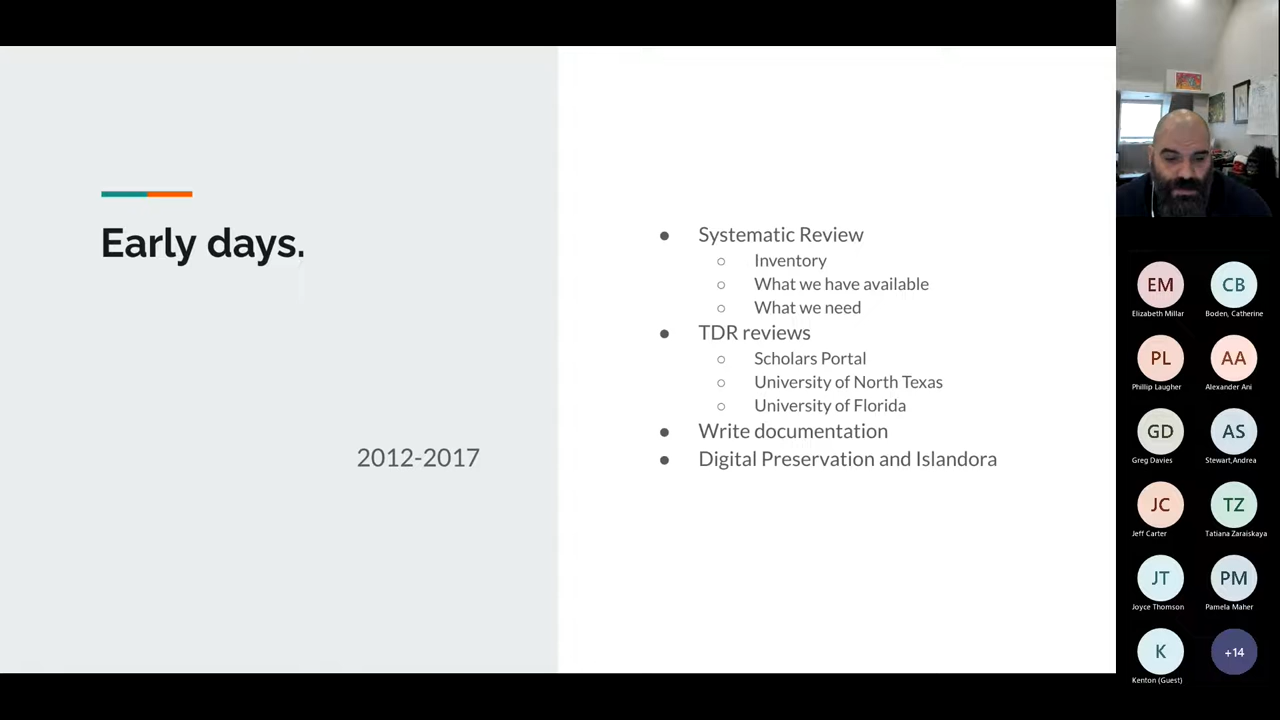 Early days.
2012-2017
Systematic Review
Inventory
What we have available
What we need
TDR reviews
Scholars Portal
University of North Texas
University of Florida
Write documentation
Digital Preservation and Islandora
EM
CB
Elizabeth Millar
Boden, Catherine
PL
AA
Phillip Laugher
Alexander Ani
GD
AS
Greg Davies
Stewart,Andrea
JC
TZ
Jeff Carter
Tatiana Zaraiskaya
JT
PM
Joyce Thomson
Pamela Maher
K
+14
Kenton (Guest)